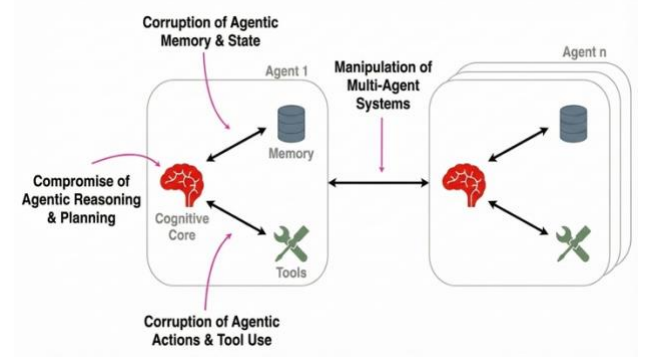 Corruption of Agentic
Memory & State
Agent 1
Manipulation of
Multi-Agent
Systems
Agent n
Memory
Compromise of
Agentic Reasoning
& Planning
Cognitive
Core
Tools
Corruption of Agentic
Actions & Tool Use